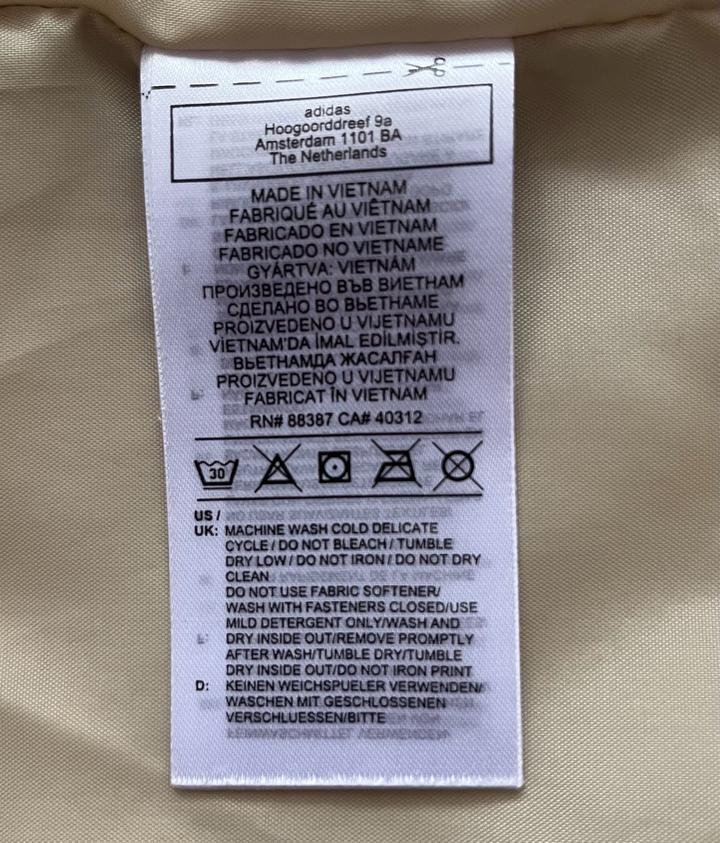 adidas
Hoogoorddreef 9a
Amsterdam 1101 BA
The Netherlands
MADE IN VIETNAM
FABRIQUÉ AU VIÊTNAM
FABRICADO EN VIETNAM
FABRICADO NO VIETNAME
GYÁRTVA: VIETNÁM
ПРОИЗВЕДЕНО ВЪВ ВИЕТНАМ
СДЕЛАНО ВО ВЬЕТНАМЕ
PROIZVEDENO U VIJETNAMU
VİETNAM'DA İMAL EDİLMİŞTİR.
ВЬЕТНАМДА ЖАСАЛҒАН
PROIZVEDENO U VIJETNAMU
FABRICAT ÎN VIETNAM
RN# 88387 CA# 40312
30
US /
UK: MACHINE WASH COLD DELICATE
CYCLE / DO NOT BLEACH / TUMBLE
DRY LOW / DO NOT IRON / DO NOT DRY
CLEAN
DO NOT USE FABRIC SOFTENER/
WASH WITH FASTENERS CLOSED/USE
MILD DETERGENT ONLY/WASH AND
DRY INSIDE OUT/REMOVE PROMPTLY
AFTER WASH/TUMBLE DRY/TUMBLE
DRY INSIDE OUT/DO NOT IRON PRINT
D: KEINEN WEICHSPUELER VERWENDEN/
WASCHEN MIT GESCHLOSSENEN
VERSCHLUESSEN/BITTE